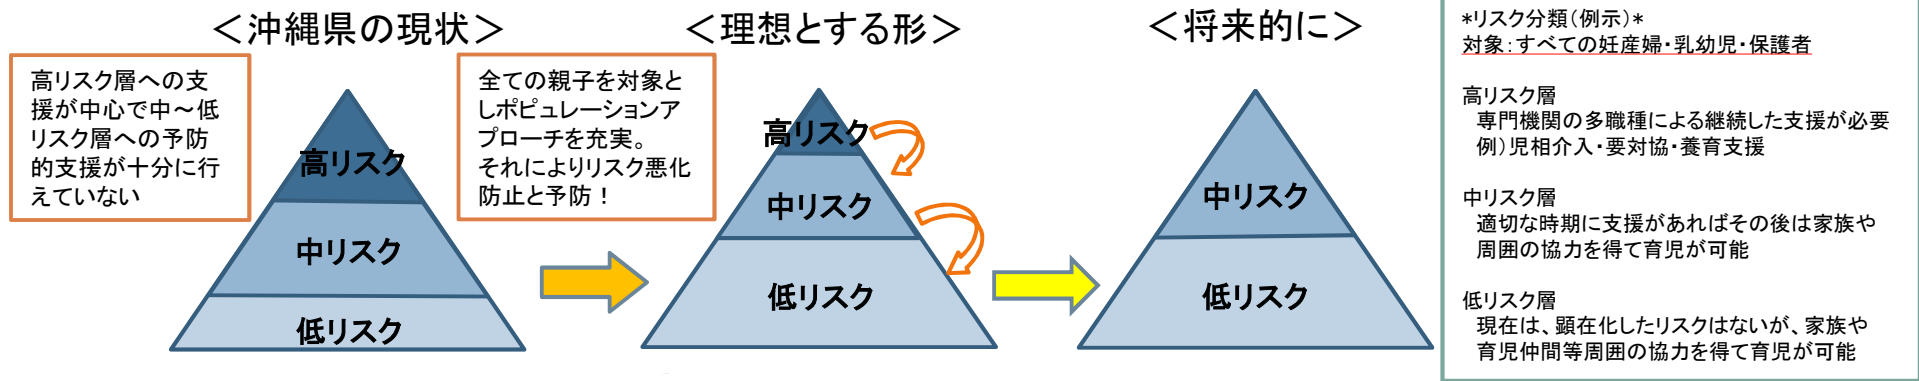 ＜沖縄県の現状＞
高リスク層への支
援が中心で中～低
リスク層への予防
的支援が十分に行
えていない
高リスク
中リスク
低リスク
＜理想とする形＞
全ての親子を対象と
しポピュレーションア
プローチを充実。
それによりリスク悪化
防止と予防！
高リスク
中リスク
低リスク
＜将来的に＞
中リスク
低リスク
*リスク分類（例示）*
対象：すべての妊産婦・乳幼児・保護者
高リスク層
専門機関の多職種による継続した支援が必要
例）児相介入・要対協・養育支援
中リスク層
適切な時期に支援があればその後は家族や
周囲の協力を得て育児が可能
低リスク層
現在は、顕在化したリスクはないが、家族や
育児仲間等周囲の協力を得て育児が可能